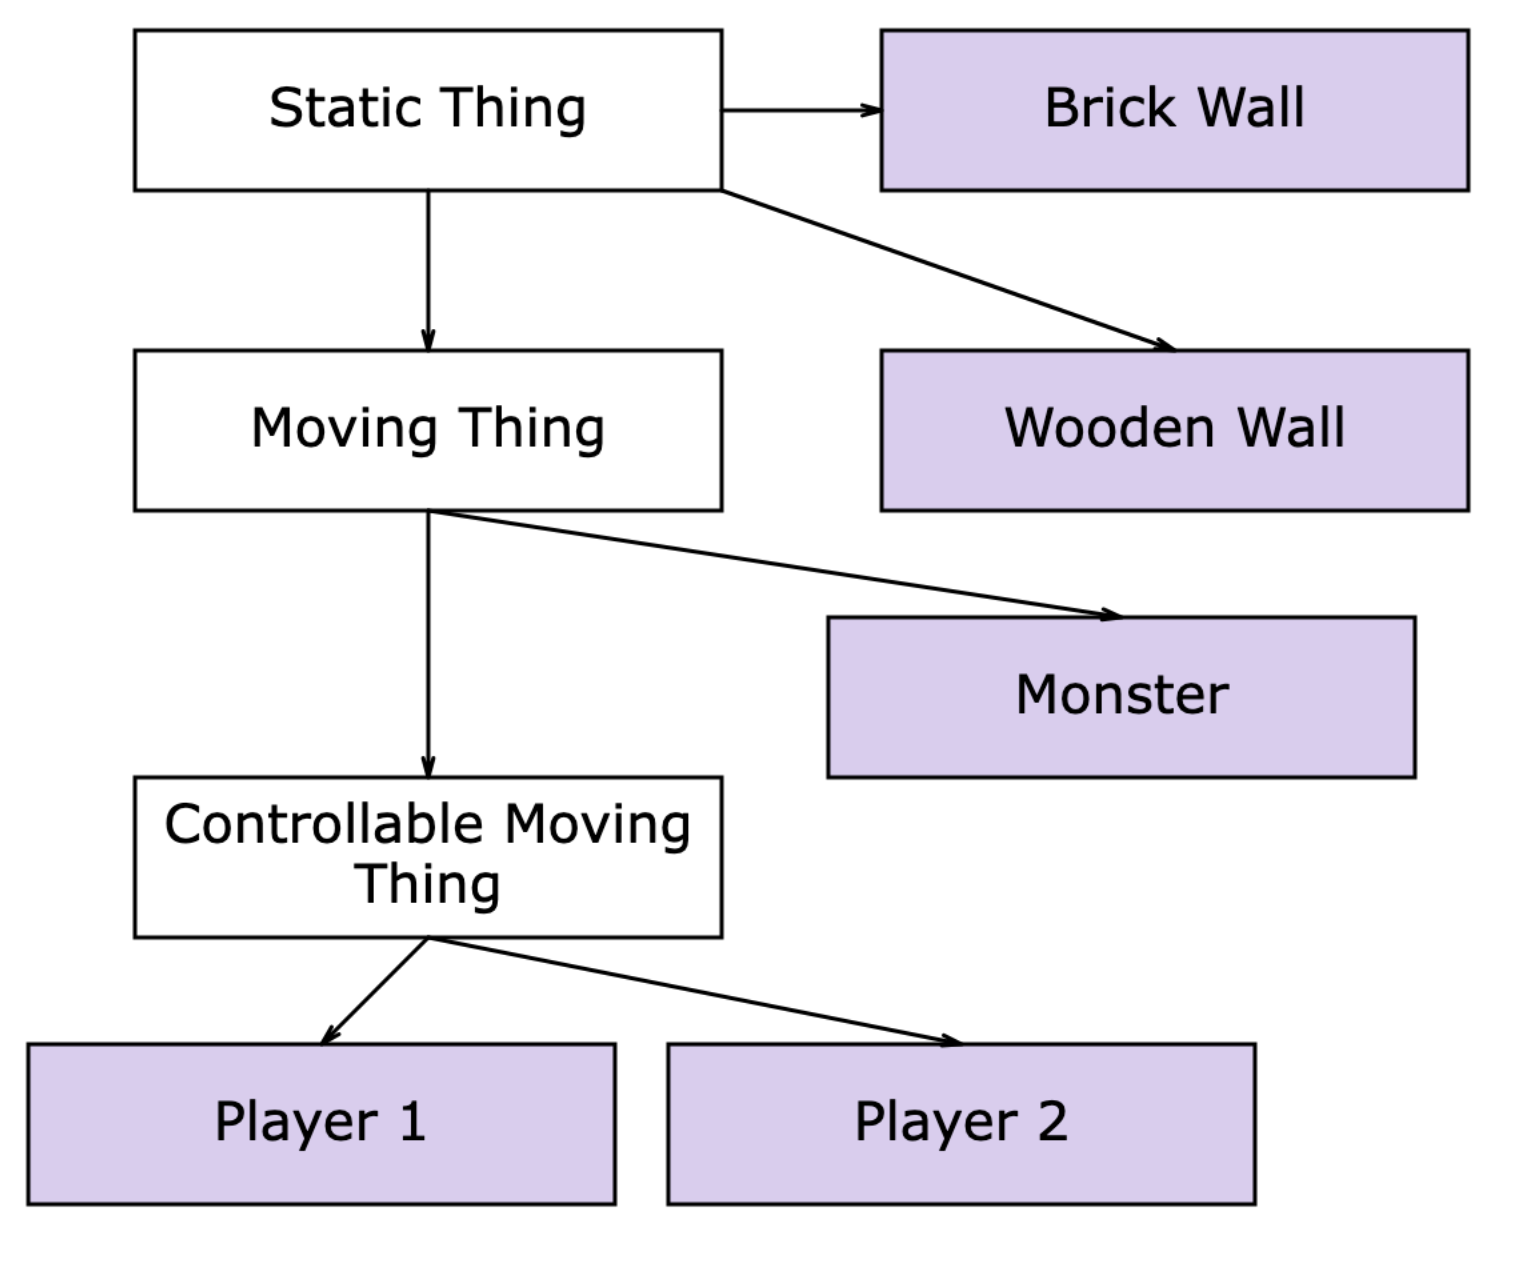 Static Thing
Brick Wall
Moving Thing
Wooden Wall
Monster
Controllable Moving
Thing
Player 1
Player 2